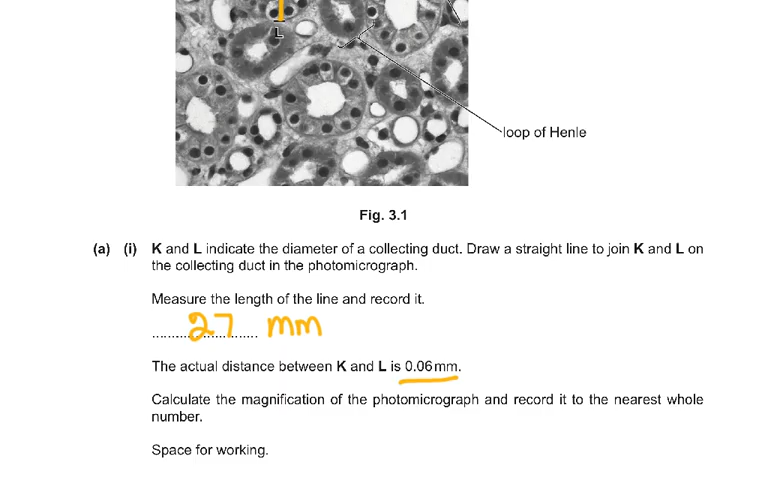 L
loop of Henle
Fig. 3.1
(a) (i) K and L indicate the diameter of a collecting duct. Draw a straight line to join K and L on
the collecting duct in the photomicrograph.
Measure the length of the line and record it.
27 mm
The actual distance between K and L is 0.06 mm.
Calculate the magnification of the photomicrograph and record it to the nearest whole
number.
Space for working.